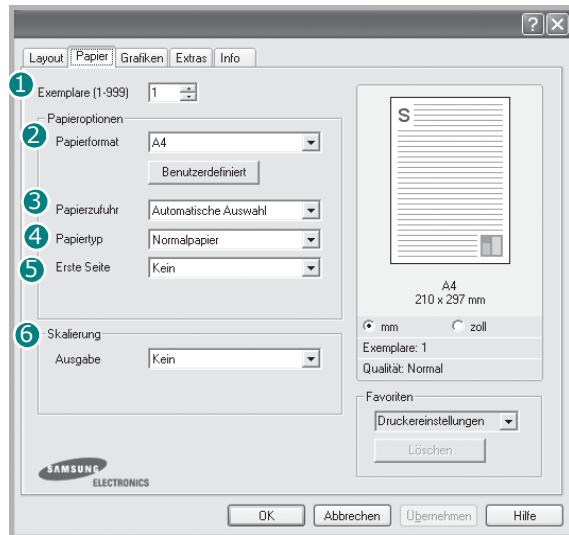 ? X
Layout Papier Grafiken Extras Info
1 Exemplare (1-999) 1
Papieroptionen
2 Papierformat A4
Benutzerdefiniert
3 Papierzufuhr Automatische Auswahl
4 Papiertyp Normalpapier
5 Erste Seite Kein
6 Skalierung
Ausgabe Kein
S
A4
210 x 297 mm
mm zoll
Exemplare: 1
Qualität: Normal
Favoriten
Druckereinstellungen
Löschen
SAMSUNG
ELECTRONICS
OK Abbrechen Übernehmen Hilfe